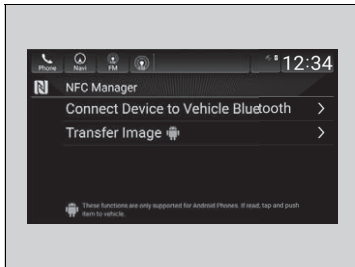 Phone
Navi
FM
12:34
NFC Manager
Connect Device to Vehicle Bluetooth
Transfer Image
These functions are only supported for Android Phones. If read, tap and push
item to vehicle.